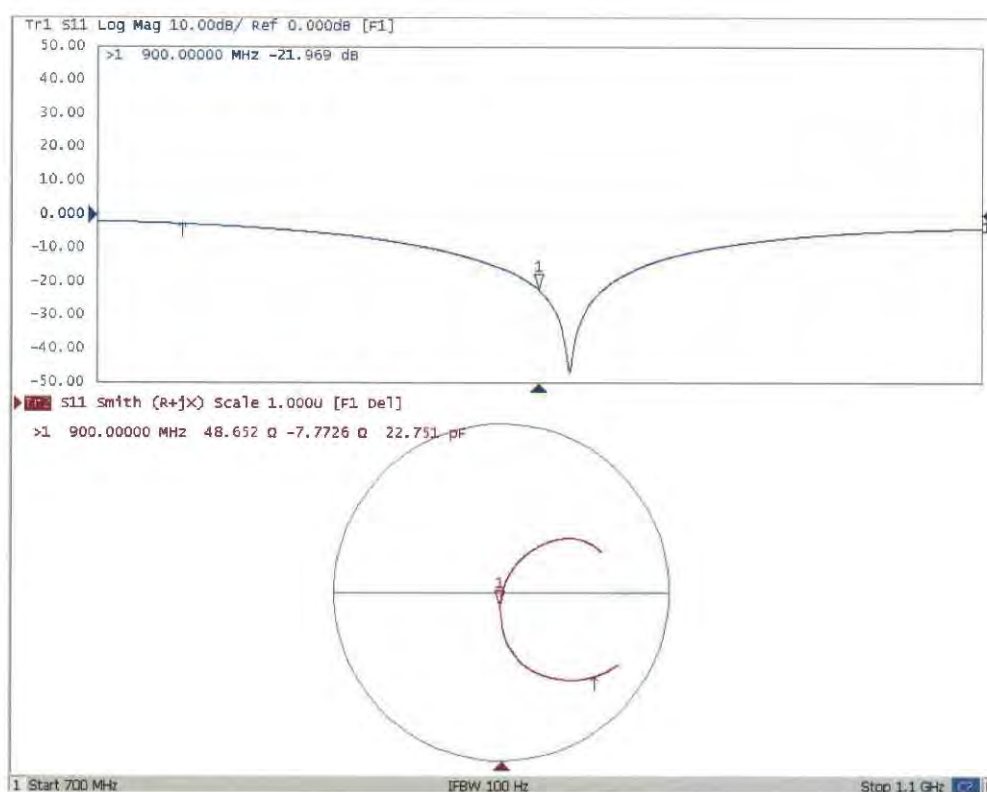 Tr1 S11 Log Mag 10.00dB/ Ref 0.000dB [F1]
50.00
>1 900.00000 MHz -21.969 dB
40.00
30.00
20.00
10.00
0.000
-10.00
1
-20.00
-30.00
-40.00
-50.00
Tr2 S11 Smith (R+jX) Scale 1.000U [F1 Del]
>1 900.00000 MHz 48.652 Ω -7.7726 Ω 22.751 pF
1
1 Start 700 MHz IFBW 100 Hz Stop 1.1 GHz C2